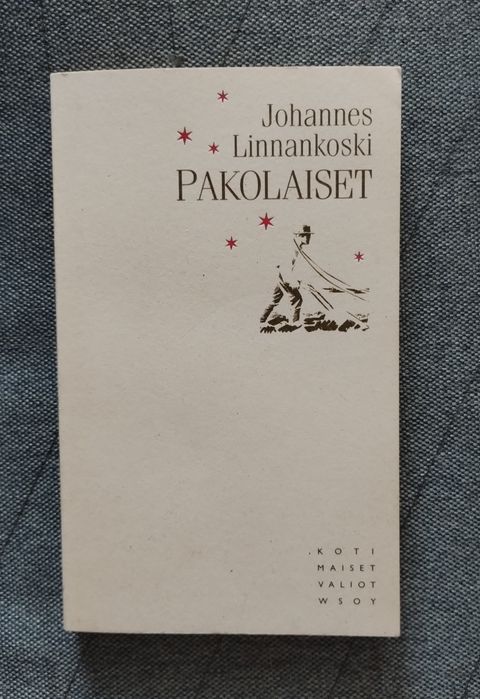 Johannes
Linnankoski
PAKOLAISET
KOTI
MAISET
VALIOT
WSOY